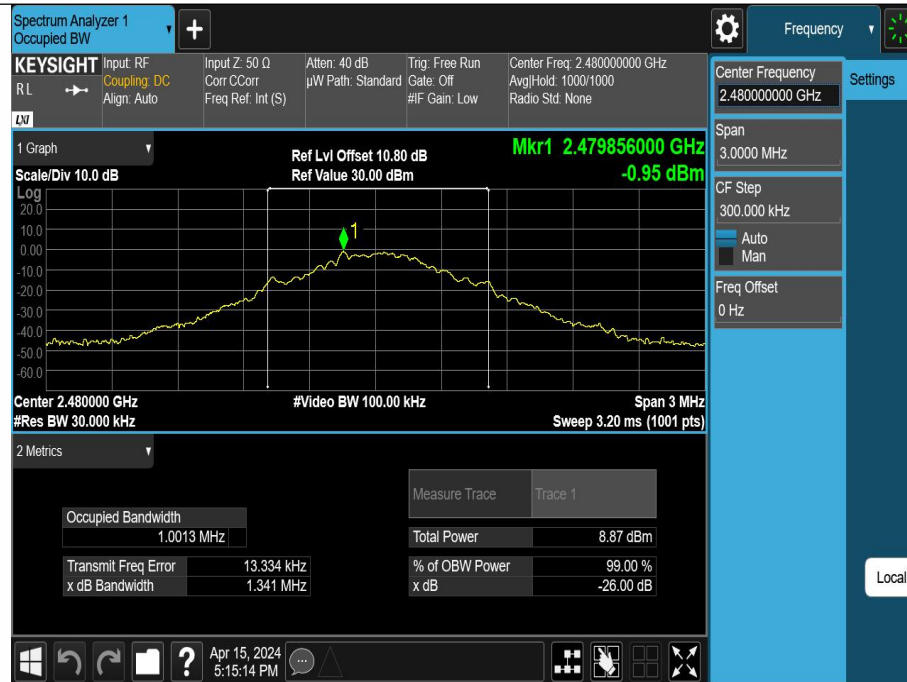 Spectrum Analyzer 1
Occupied BW
+
Frequency
KEYSIGHT
RL
LXI
Input: RF
Coupling: DC
Align: Auto
Input Z: 50 Ω
Corr CCorr
Freq Ref: Int (S)
Atten: 40 dB
µW Path: Standard
Trig: Free Run
Gate: Off
#IF Gain: Low
Center Freq: 2.480000000 GHz
Avg|Hold: 1000/1000
Radio Std: None
Center Frequency
2.480000000 GHz
Settings
Span
3.0000 MHz
CF Step
300.000 kHz
Auto
Man
Freq Offset
0 Hz
Local
1 Graph
Scale/Div 10.0 dB
Ref Lvl Offset 10.80 dB
Ref Value 30.00 dBm
Mkr1 2.479856000 GHz
-0.95 dBm
Log
20.0
10.0
0.00
-10.0
-20.0
-30.0
-40.0
-50.0
-60.0
1
Center 2.480000 GHz
#Res BW 30.000 kHz
#Video BW 100.00 kHz
Span 3 MHz
Sweep 3.20 ms (1001 pts)
2 Metrics
Measure Trace Trace 1
Occupied Bandwidth
1.0013 MHz
Total Power 8.87 dBm
Transmit Freq Error 13.334 kHz
% of OBW Power 99.00 %
x dB Bandwidth 1.341 MHz
x dB -26.00 dB
?
Apr 15, 2024
5:15:14 PM